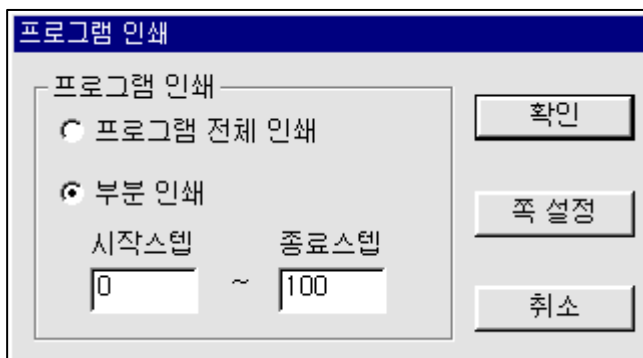 프로그램 인쇄
프로그램 인쇄
프로그램 전체 인쇄
부분 인쇄
시작스텝 종료스텝
0 ~ 100
확인
쪽 설정
취소